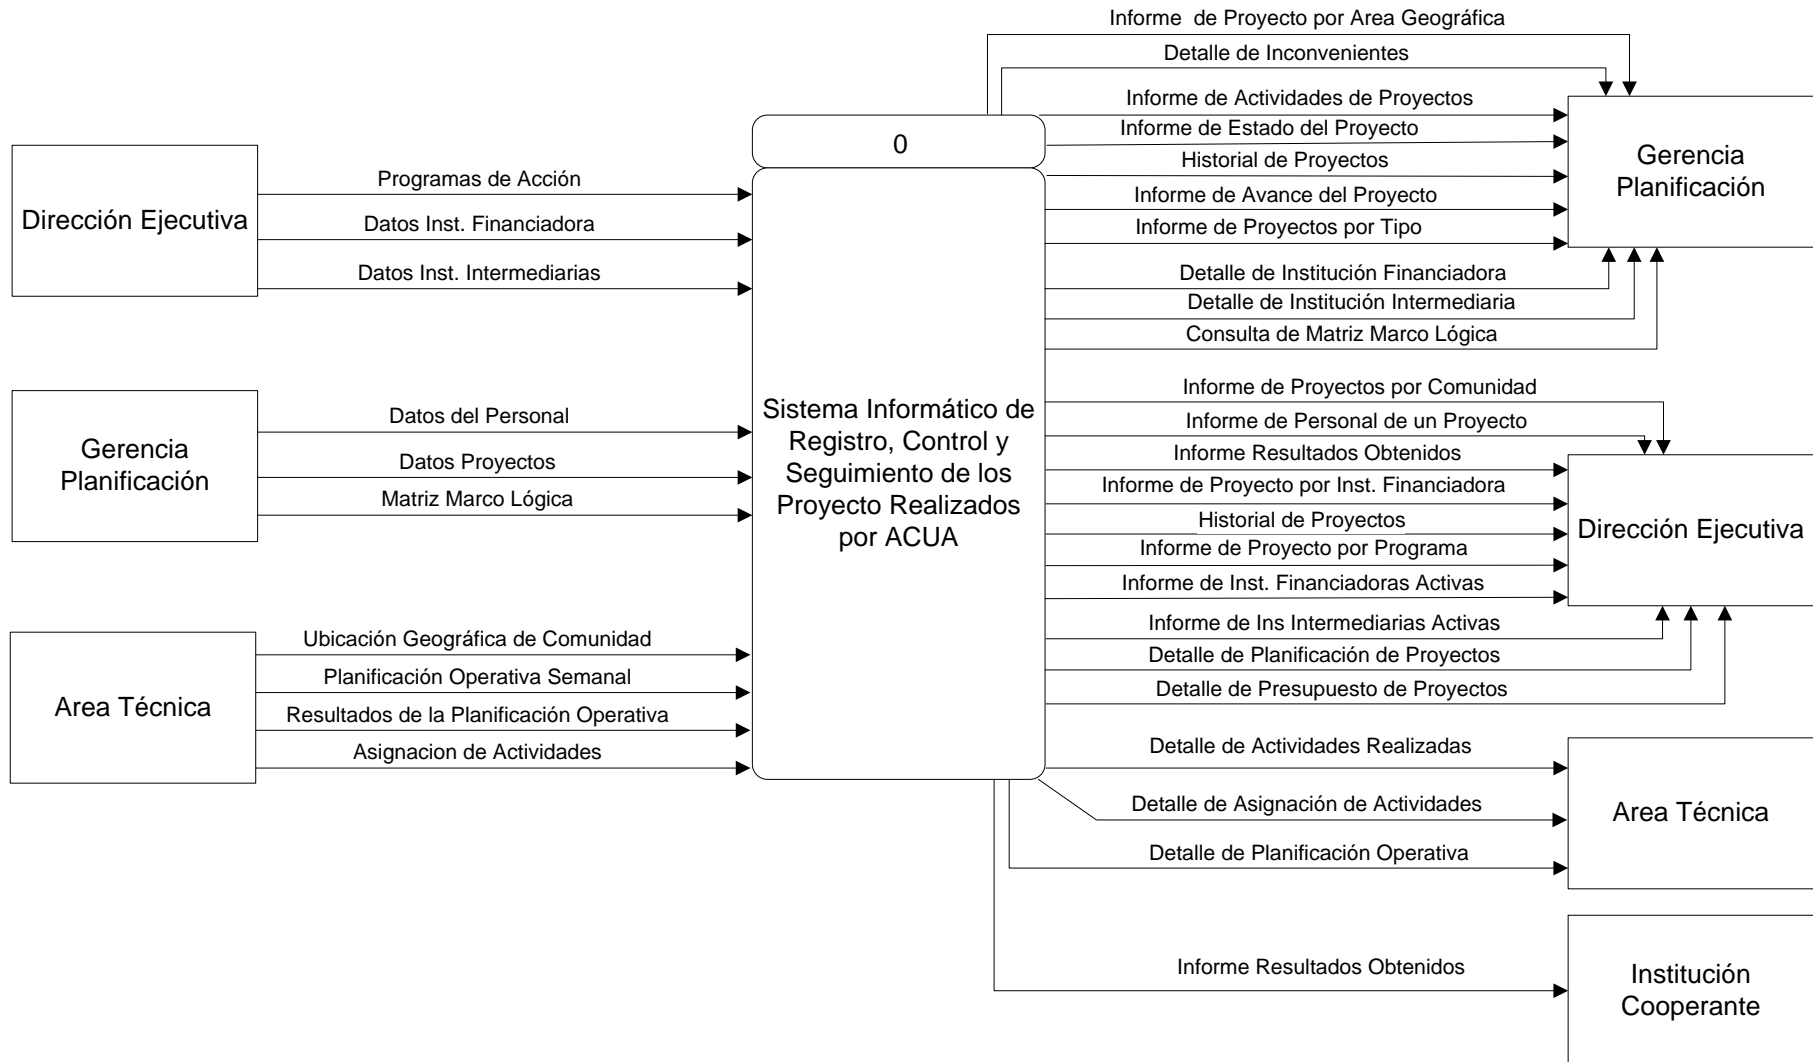 Informe  de Proyecto por Area Geográfica
Detalle de Inconvenientes
Informe de Actividades de Proyectos
Informe de Estado del Proyecto
Historial de Proyectos
Informe de Avance del Proyecto
Informe de Proyectos por Tipo
Detalle de Institución Financiadora
Detalle de Institución Intermediaria
Consulta de Matriz Marco Lógica
Gerencia
Planificación
0
Dirección Ejecutiva
Programas de Acción
Datos Inst. Financiadora
Datos Inst. Intermediarias
Gerencia
Planificación
Datos del Personal
Datos Proyectos
Matriz Marco Lógica
Sistema Informático de
Registro, Control y
Seguimiento de los
Proyecto Realizados
por ACUA
Informe de Proyectos por Comunidad
Informe de Personal de un Proyecto
Informe Resultados Obtenidos
Informe de Proyecto por Inst. Financiadora
Historial de Proyectos
Informe de Proyecto por Programa
Informe de Inst. Financiadoras Activas
Informe de Ins Intermediarias Activas
Detalle de Planificación de Proyectos
Detalle de Presupuesto de Proyectos
Dirección Ejecutiva
Area Técnica
Ubicación Geográfica de Comunidad
Planificación Operativa Semanal
Resultados de la Planificación Operativa
Asignacion de Actividades
Detalle de Actividades Realizadas
Detalle de Asignación de Actividades
Detalle de Planificación Operativa
Area Técnica
Informe Resultados Obtenidos
Institución
Cooperante